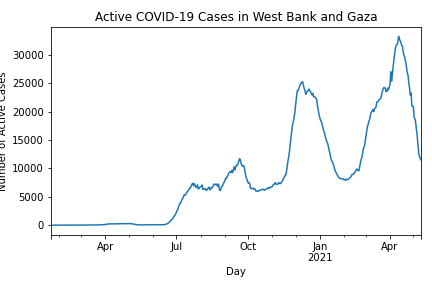 Active COVID-19 Cases in West Bank and Gaza
Number of Active Cases
30000
25000
20000
15000
10000
5000
0
Apr
Jul
Oct
Jan
2021
Apr
Day